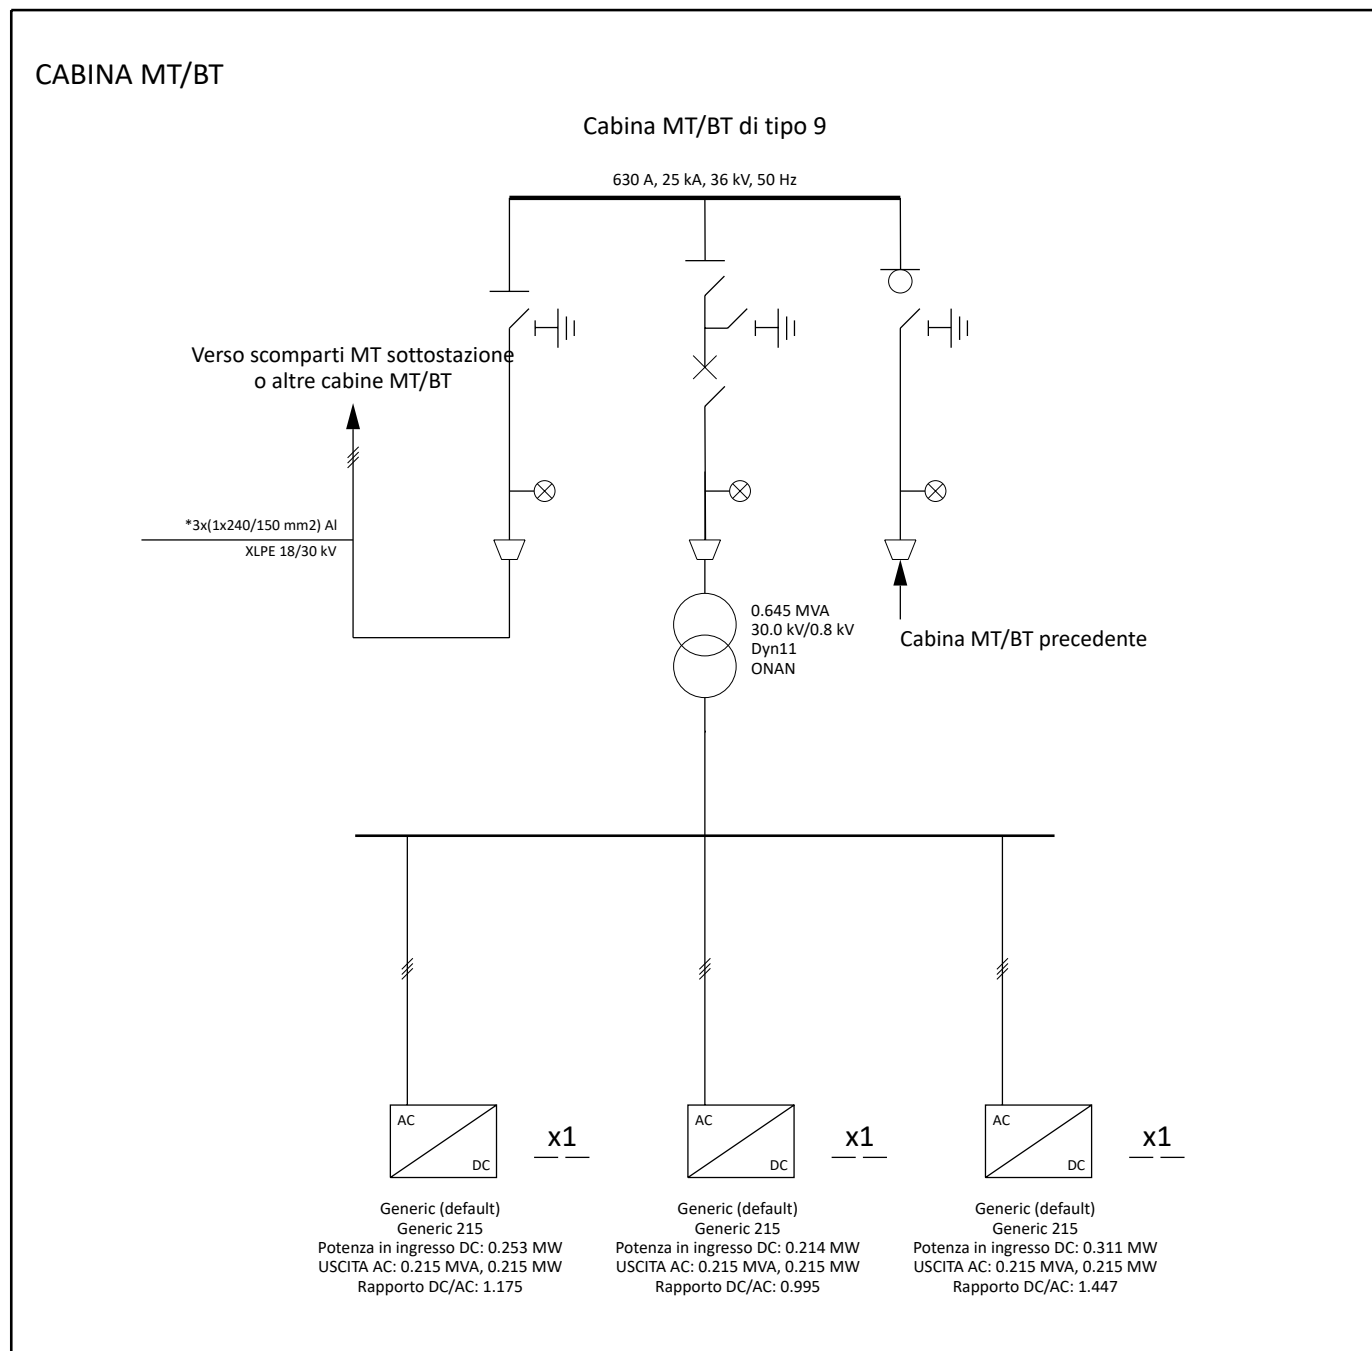 CABINA MT/BT
Cabina MT/BT di tipo 9
630 A, 25 kA, 36 kV, 50 Hz
Verso scomparti MT sottostazione
o altre cabine MT/BT
*3x(1x240/150 mm2) Al
XLPE 18/30 kV
0.645 MVA
30.0 kV/0.8 kV
Dyn11
ONAN
Cabina MT/BT precedente
AC
DC
x1
AC
DC
x1
AC
DC
x1
Generic (default)
Generic 215
Potenza in ingresso DC: 0.253 MW
USCITA AC: 0.215 MVA, 0.215 MW
Rapporto DC/AC: 1.175
Generic (default)
Generic 215
Potenza in ingresso DC: 0.214 MW
USCITA AC: 0.215 MVA, 0.215 MW
Rapporto DC/AC: 0.995
Generic (default)
Generic 215
Potenza in ingresso DC: 0.311 MW
USCITA AC: 0.215 MVA, 0.215 MW
Rapporto DC/AC: 1.447